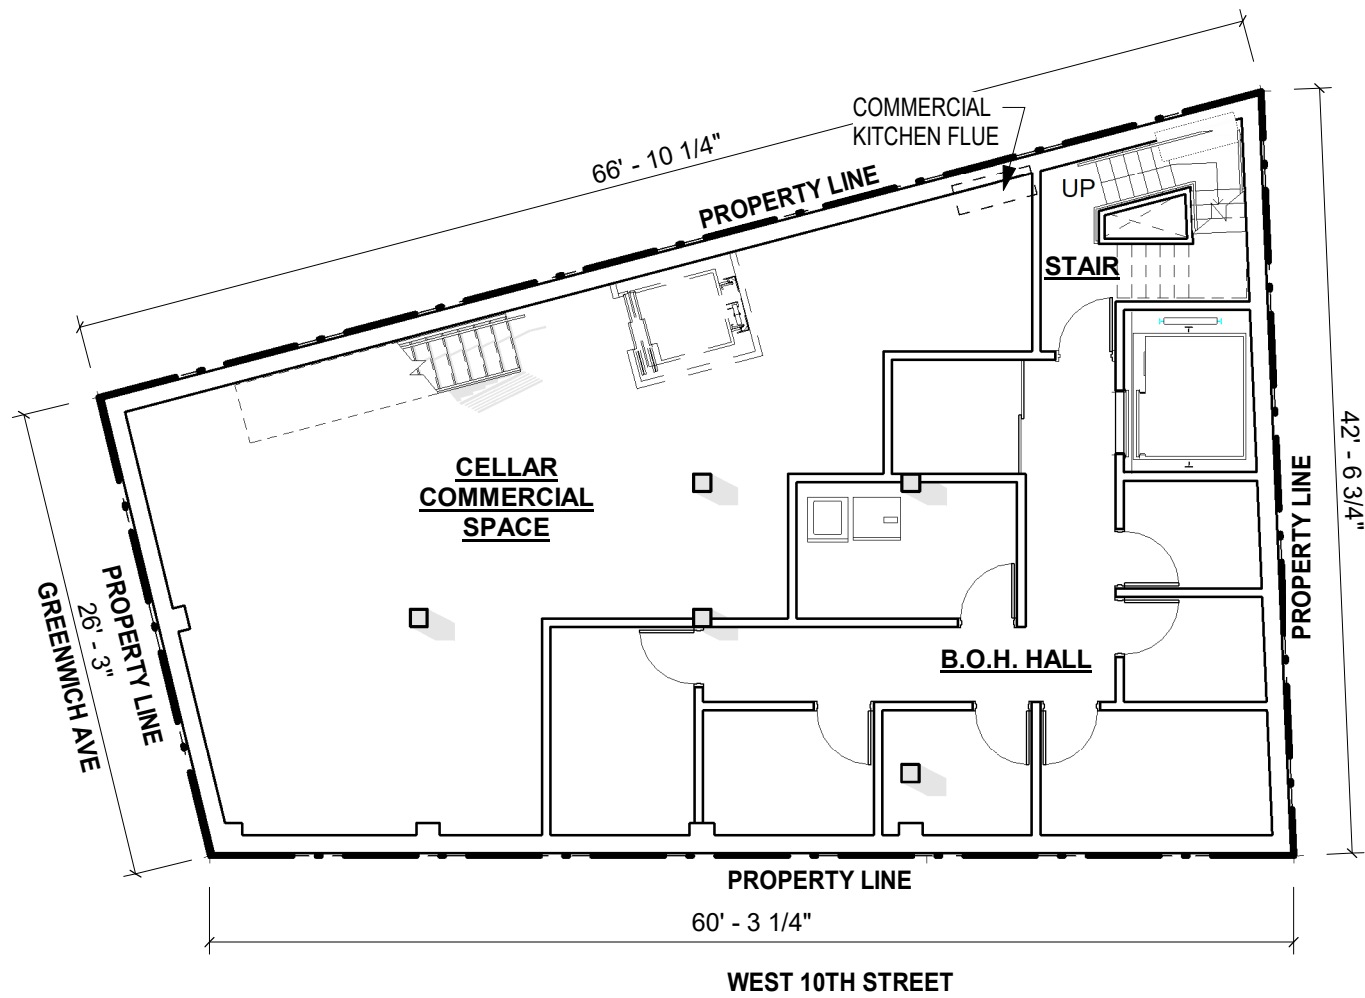 COMMERCIAL
KITCHEN FLUE
66' - 10 1/4"
PROPERTY LINE
UP
STAIR
CELLAR
COMMERCIAL
SPACE
42' - 6 3/4"
PROPERTY LINE
PROPERTY LINE
26' - 3"
GREENWICH AVE
B.O.H. HALL
PROPERTY LINE
60' - 3 1/4"
WEST 10TH STREET